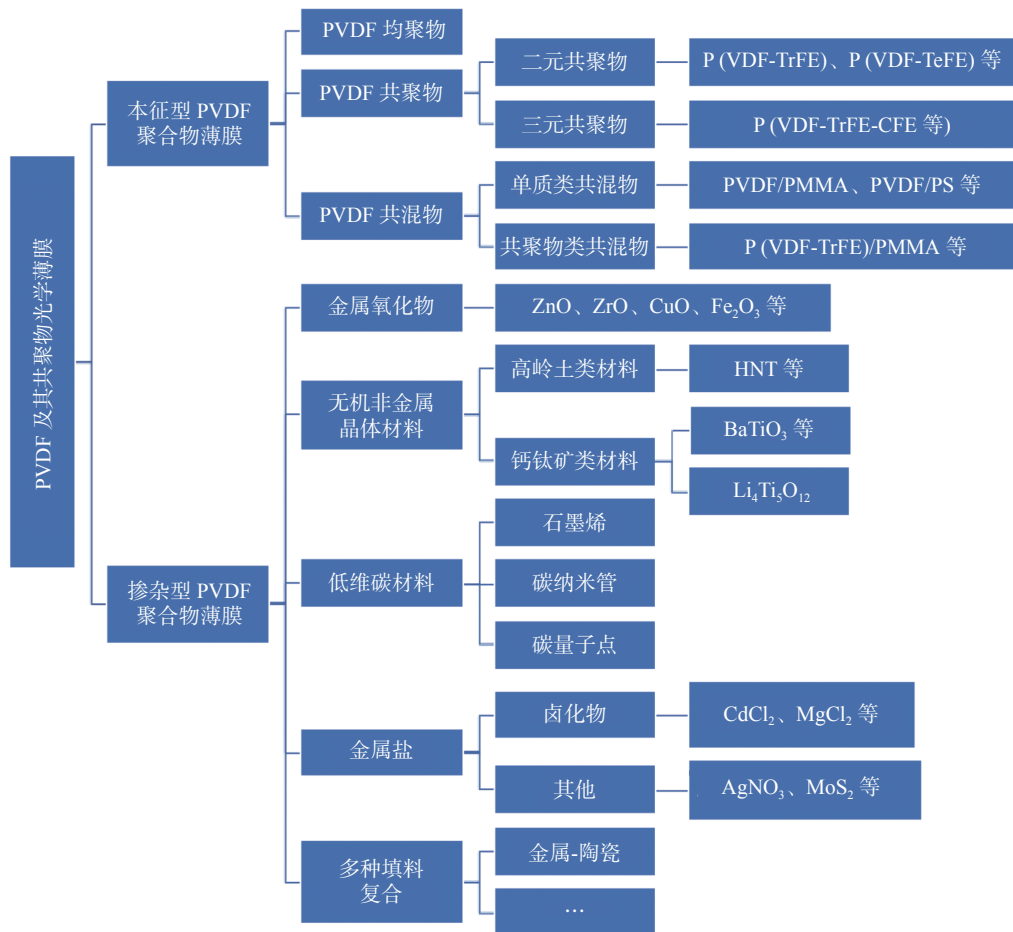 PVDF 及其共聚物光学薄膜
本征型 PVDF
聚合物薄膜
PVDF 均聚物
PVDF 共聚物
二元共聚物
P (VDF-TrFE)、P (VDF-TeFE) 等
三元共聚物
P (VDF-TrFE-CFE 等)
PVDF 共混物
单质类共混物
PVDF/PMMA、PVDF/PS 等
共聚物类共混物
P (VDF-TrFE)/PMMA 等
掺杂型 PVDF
聚合物薄膜
金属氧化物
ZnO、ZrO、CuO、Fe₂O₃ 等
无机非金属
晶体材料
高岭土类材料
HNT 等
钙钛矿类材料
BaTiO₃ 等
Li₄Ti₅O₁₂
低维碳材料
石墨烯
碳纳米管
碳量子点
金属盐
卤化物
CdCl₂、MgCl₂ 等
其他
AgNO₃、MoS₂ 等
多种填料
复合
金属-陶瓷
…